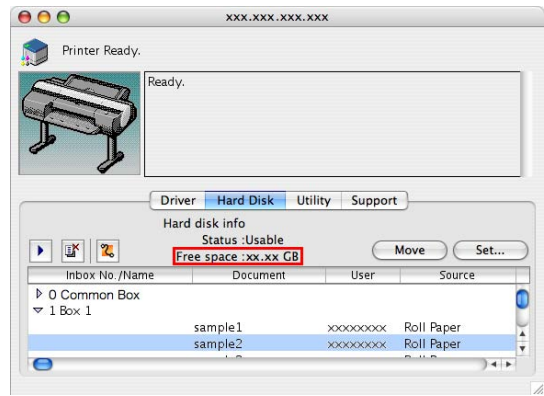 xxx.xxx.xxx.xxx
Printer Ready.
Ready.
Driver Hard Disk Utility Support
Hard disk info
Status :Usable
Free space :xx.xx GB
Move Set...
Inbox No./Name Document User Source
0 Common Box
1 Box 1
sample1 xxxxxxxx Roll Paper
sample2 xxxxxxxx Roll Paper